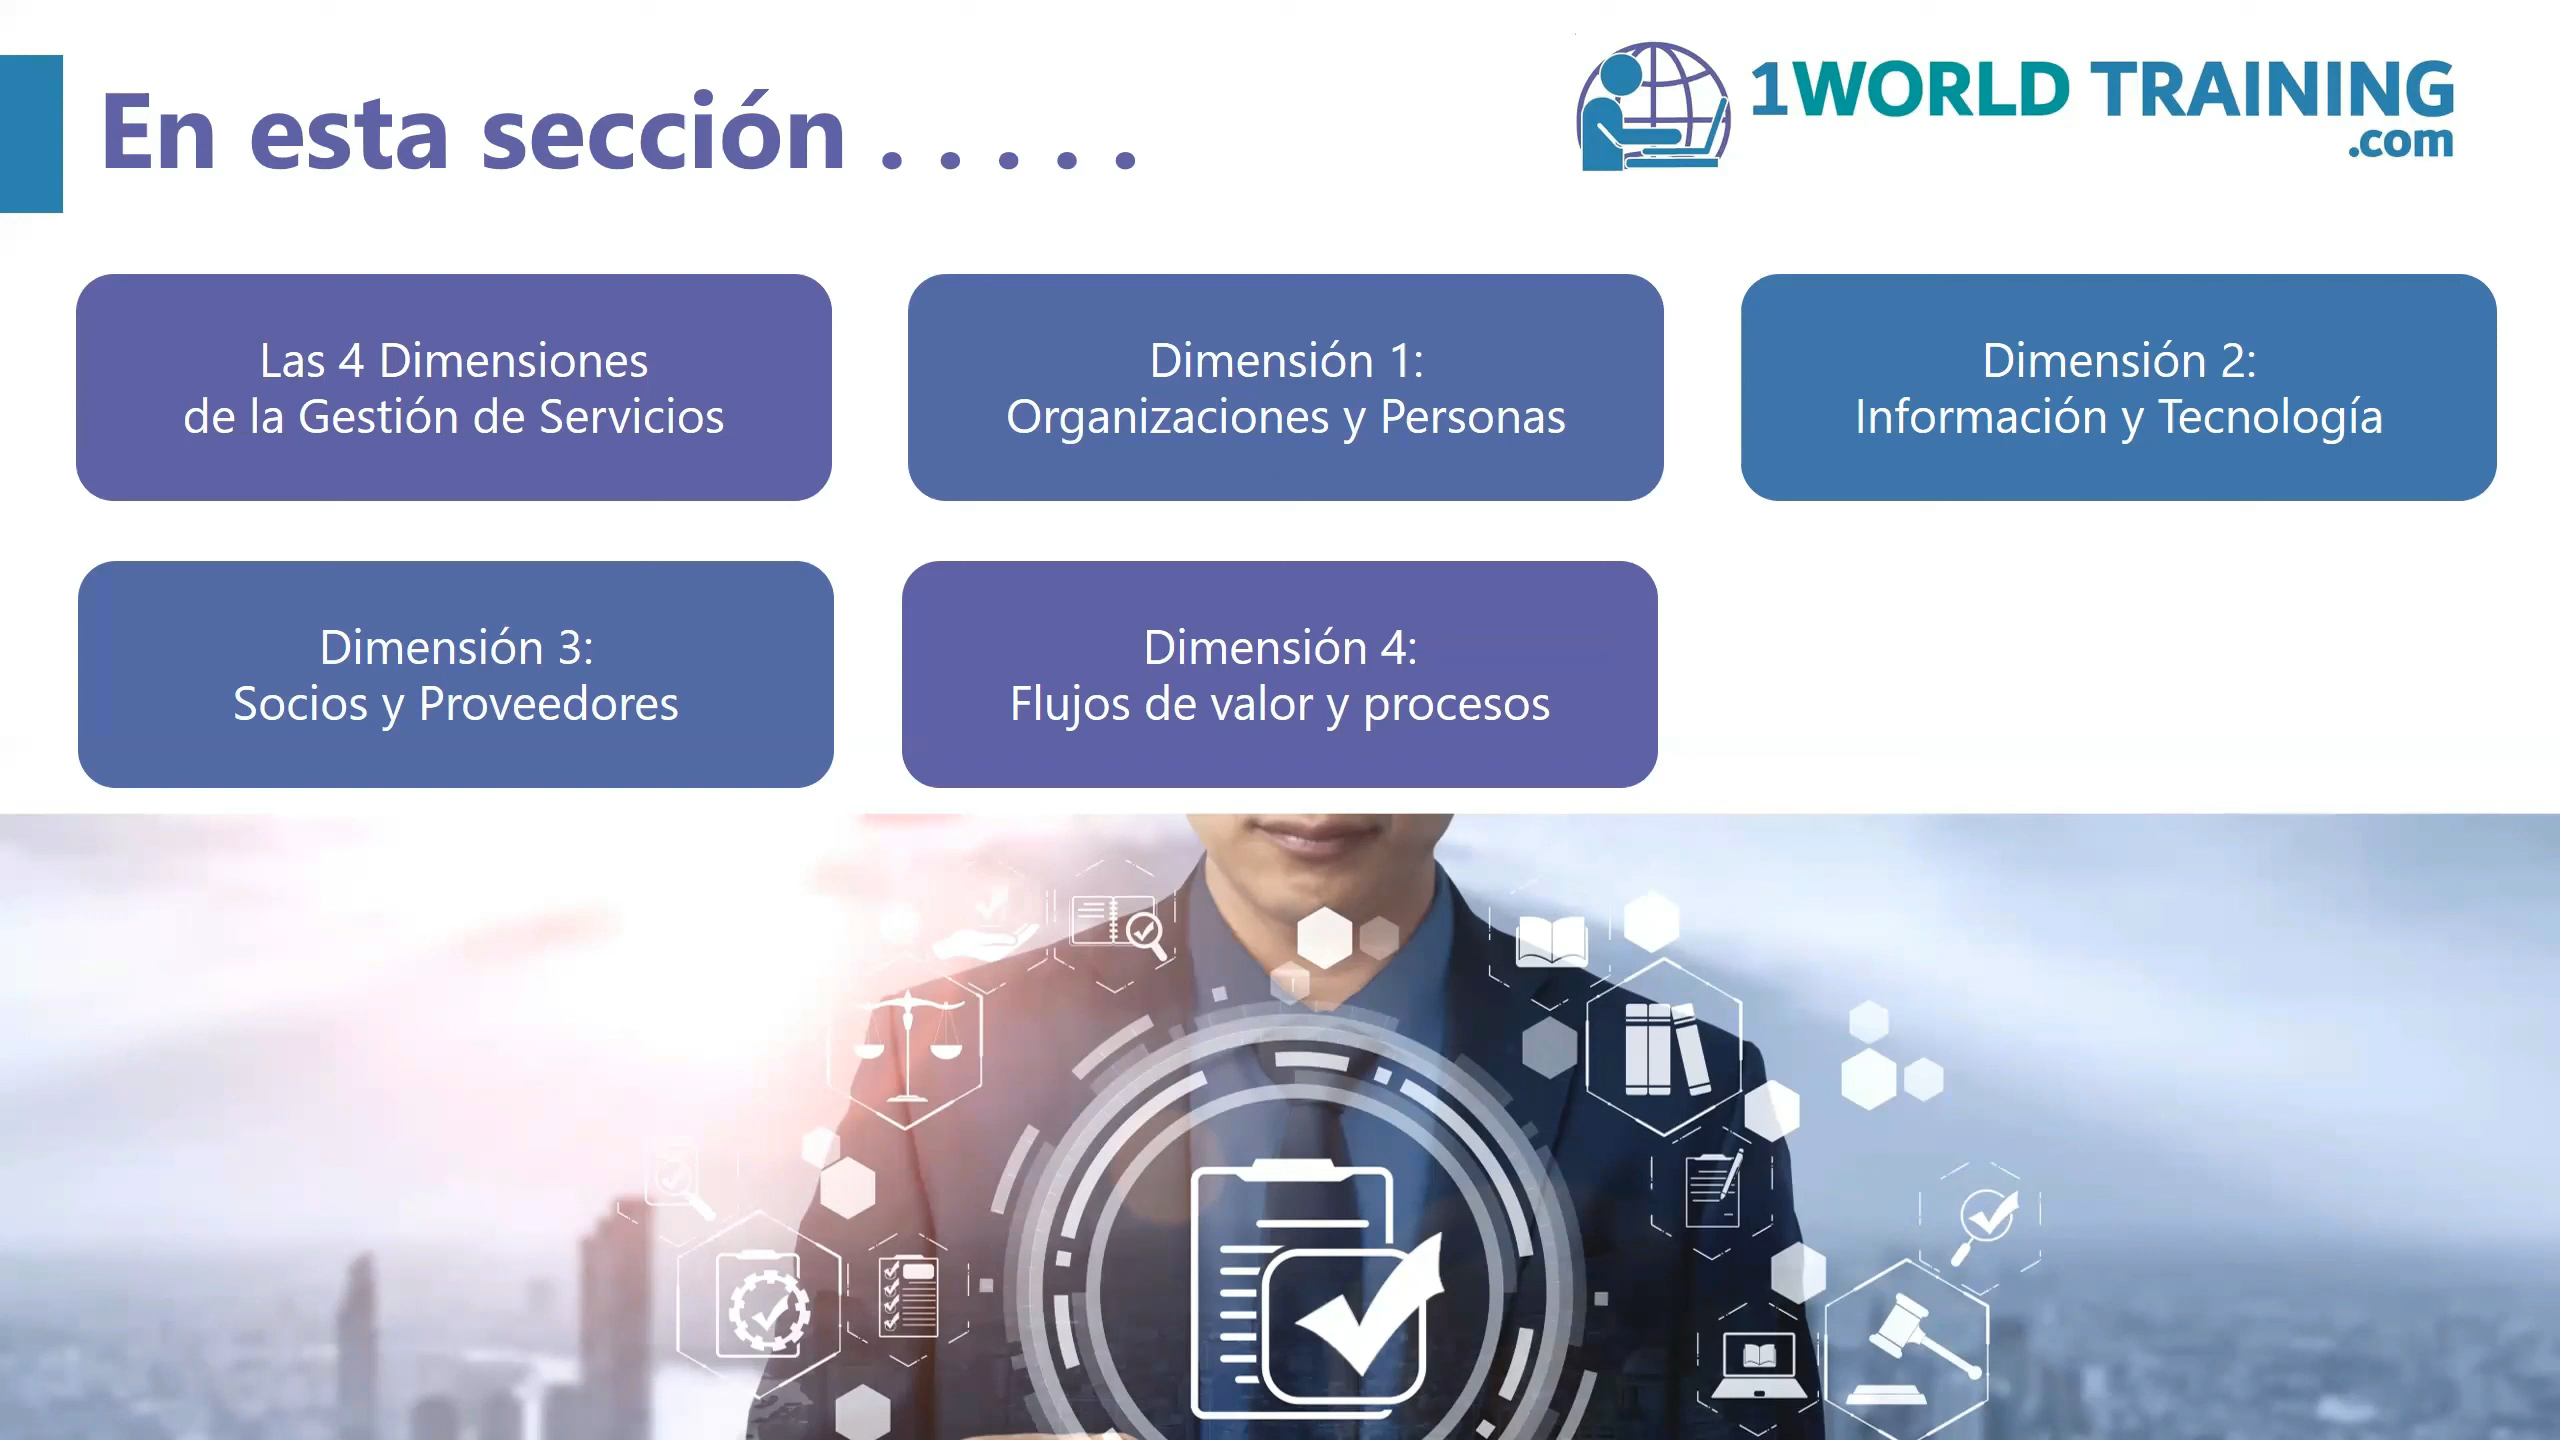 En esta sección . . . . .
1WORLD TRAINING
.com
Las 4 Dimensiones
de la Gestión de Servicios
Dimensión 1:
Organizaciones y Personas
Dimensión 2:
Información y Tecnología
Dimensión 3:
Socios y Proveedores
Dimensión 4:
Flujos de valor y procesos